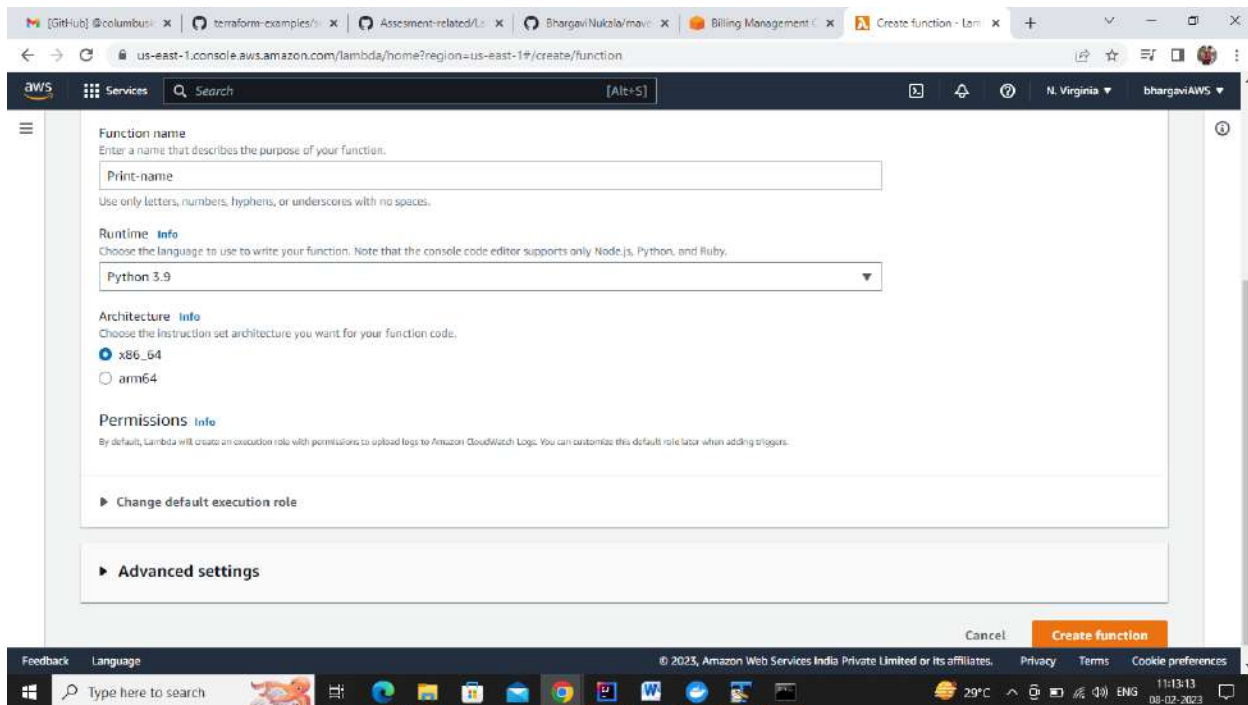 [GitHub] @columbus
terraform-examples/
Assesment-related/L
BhargaviNukala/mave
Billing Management C
Create function - Lam
us-east-1.console.aws.amazon.com/lambda/home?region=us-east-1#/create/function
aws
Services
Search
[Alt+S]
N. Virginia
bhargaviAWS
Function name
Enter a name that describes the purpose of your function.
Print-name
Use only letters, numbers, hyphens, or underscores with no spaces.
Runtime Info
Choose the language to use to write your function. Note that the console code editor supports only Node.js, Python, and Ruby.
Python 3.9
Architecture Info
Choose the instruction set architecture you want for your function code.
x86_64
arm64
Permissions Info
By default, Lambda will create an execution role with permissions to upload logs to Amazon CloudWatch Logs. You can customize this default role later when adding triggers.
Change default execution role
Advanced settings
Cancel
Create function
Feedback
Language
© 2023, Amazon Web Services India Private Limited or its affiliates.
Privacy
Terms
Cookie preferences
Type here to search
29°C
ENG
11:13:13
08-02-2023